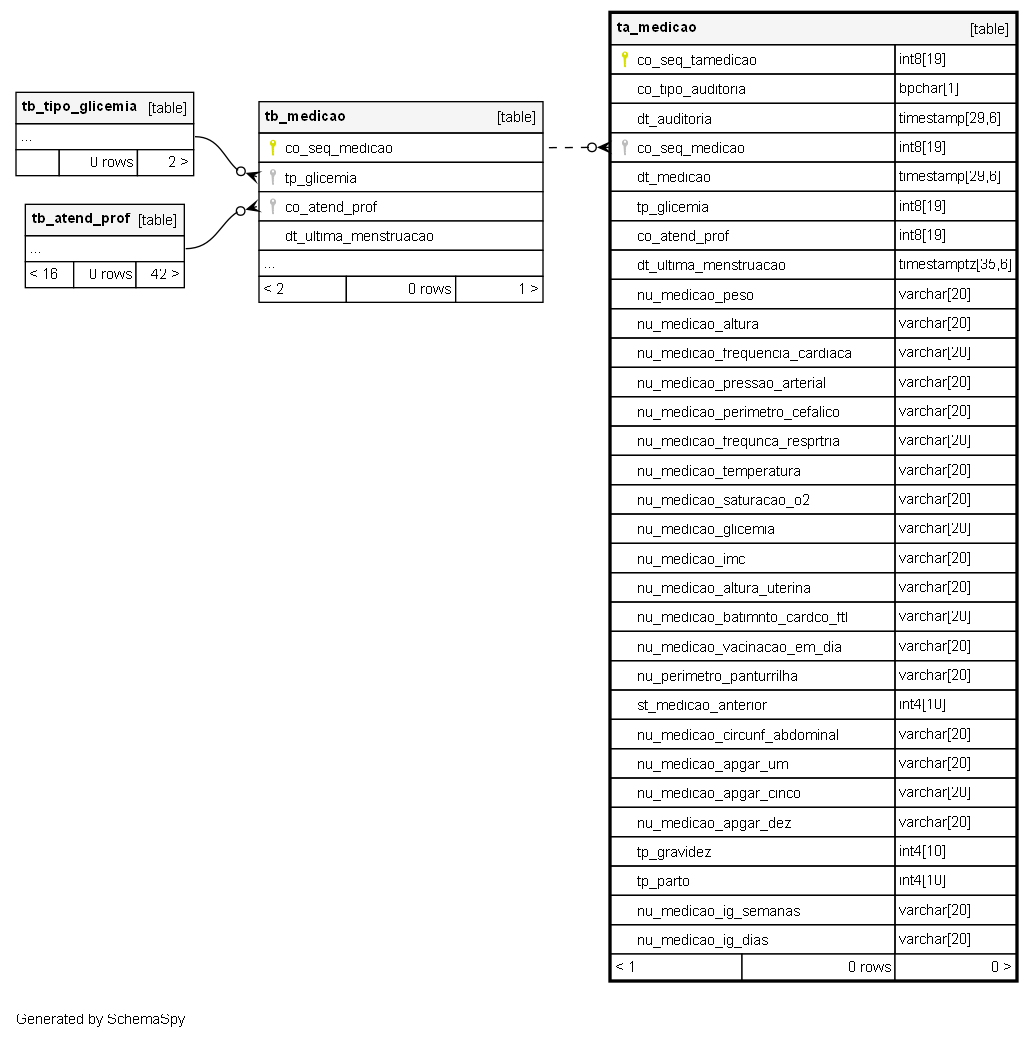 tb_tipo_glicemia [table]
...
0 rows 2 >
tb_atend_prof [table]
...
< 16 0 rows 42 >
tb_medicao [table]
co_seq_medicao
tp_glicemia
co_atend_prof
dt_ultima_menstruacao
...
< 2 0 rows 1 >
ta_medicao [table]
co_seq_tamedicao int8[19]
co_tipo_auditoria bpchar[1]
dt_auditoria timestamp[29,6]
co_seq_medicao int8[19]
dt_medicao timestamp[29,6]
tp_glicemia int8[19]
co_atend_prof int8[19]
dt_ultima_menstruacao timestamptz[35,6]
nu_medicao_peso varchar[20]
nu_medicao_altura varchar[20]
nu_medicao_frequencia_cardiaca varchar[20]
nu_medicao_pressao_arterial varchar[20]
nu_medicao_perimetro_cefalico varchar[20]
nu_medicao_frequnca_resprtria varchar[20]
nu_medicao_temperatura varchar[20]
nu_medicao_saturacao_o2 varchar[20]
nu_medicao_glicemia varchar[20]
nu_medicao_imc varchar[20]
nu_medicao_altura_uterina varchar[20]
nu_medicao_batimnto_cardco_ftl varchar[20]
nu_medicao_vacinacao_em_dia varchar[20]
nu_perimetro_panturrilha varchar[20]
st_medicao_anterior int4[10]
nu_medicao_circunf_abdominal varchar[20]
nu_medicao_apgar_um varchar[20]
nu_medicao_apgar_cinco varchar[20]
nu_medicao_apgar_dez varchar[20]
tp_gravidez int4[10]
tp_parto int4[10]
nu_medicao_ig_semanas varchar[20]
nu_medicao_ig_dias varchar[20]
< 1 0 rows 0 >
Generated by SchemaSpy